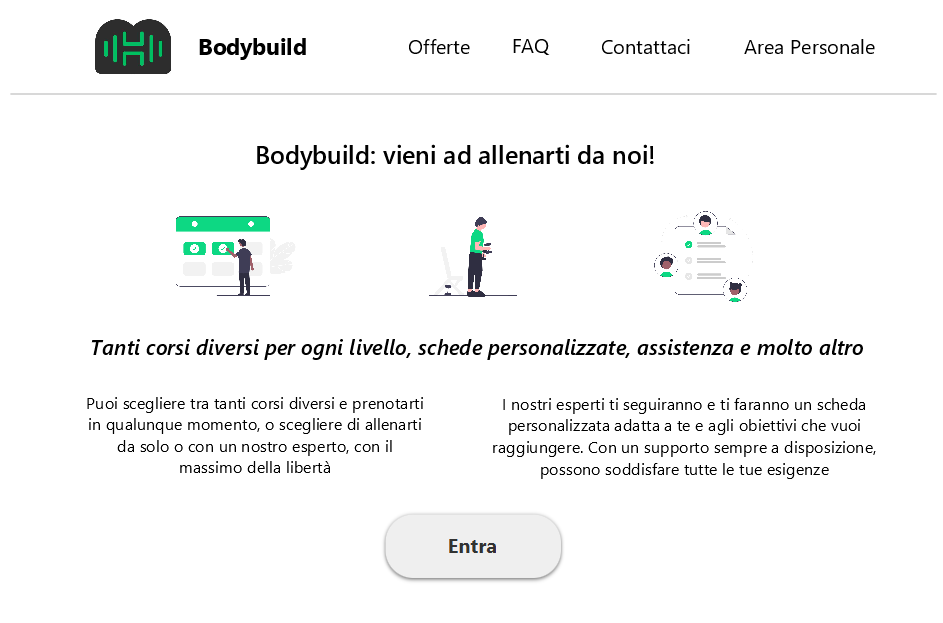 Bodybuild
Offerte
FAQ
Contattaci
Area Personale
Bodybuild: vieni ad allenarti da noi!
Tanti corsi diversi per ogni livello, schede personalizzate, assistenza e molto altro
Puoi scegliere tra tanti corsi diversi e prenotarti
in qualunque momento, o scegliere di allenarti
da solo o con un nostro esperto, con il
massimo della libertà
I nostri esperti ti seguiranno e ti faranno un scheda
personalizzata adatta a te e agli obiettivi che vuoi
raggiungere. Con un supporto sempre a disposizione,
possono soddisfare tutte le tue esigenze
Entra